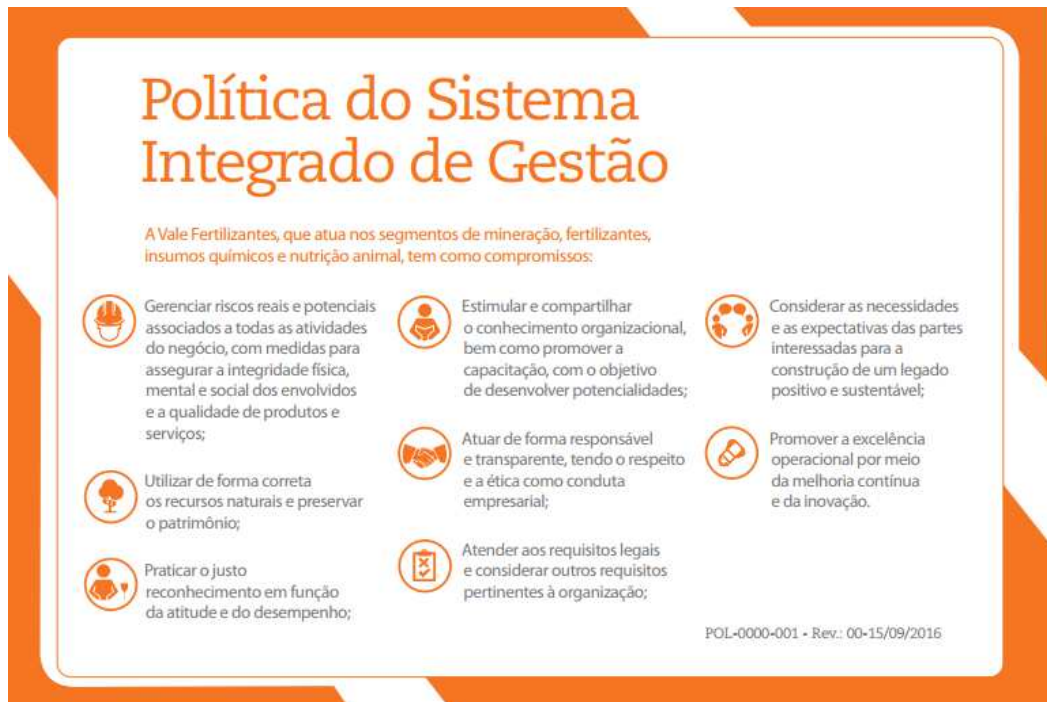 Política do Sistema
Integrado de Gestão
A Vale Fertilizantes, que atua nos segmentos de mineração, fertilizantes,
insumos químicos e nutrição animal, tem como compromissos:
Gerenciar riscos reais e potenciais
associados a todas as atividades
do negócio, com medidas para
assegurar a integridade física,
mental e social dos envolvidos
e a qualidade de produtos e
serviços;
Utilizar de forma correta
os recursos naturais e preservar
o patrimônio;
Praticar o justo
reconhecimento em função
da atitude e do desempenho;
Estimular e compartilhar
o conhecimento organizacional,
bem como promover a
capacitação, com o objetivo
de desenvolver potencialidades;
Atuar de forma responsável
e transparente, tendo o respeito
e a ética como conduta
empresarial;
Atender aos requisitos legais
e considerar outros requisitos
pertinentes à organização;
Considerar as necessidades
e as expectativas das partes
interessadas para a
construção de um legado
positivo e sustentável;
Promover a excelência
operacional por meio
da melhoria contínua
e da inovação.
POL-0000-001 - Rev.: 00-15/09/2016